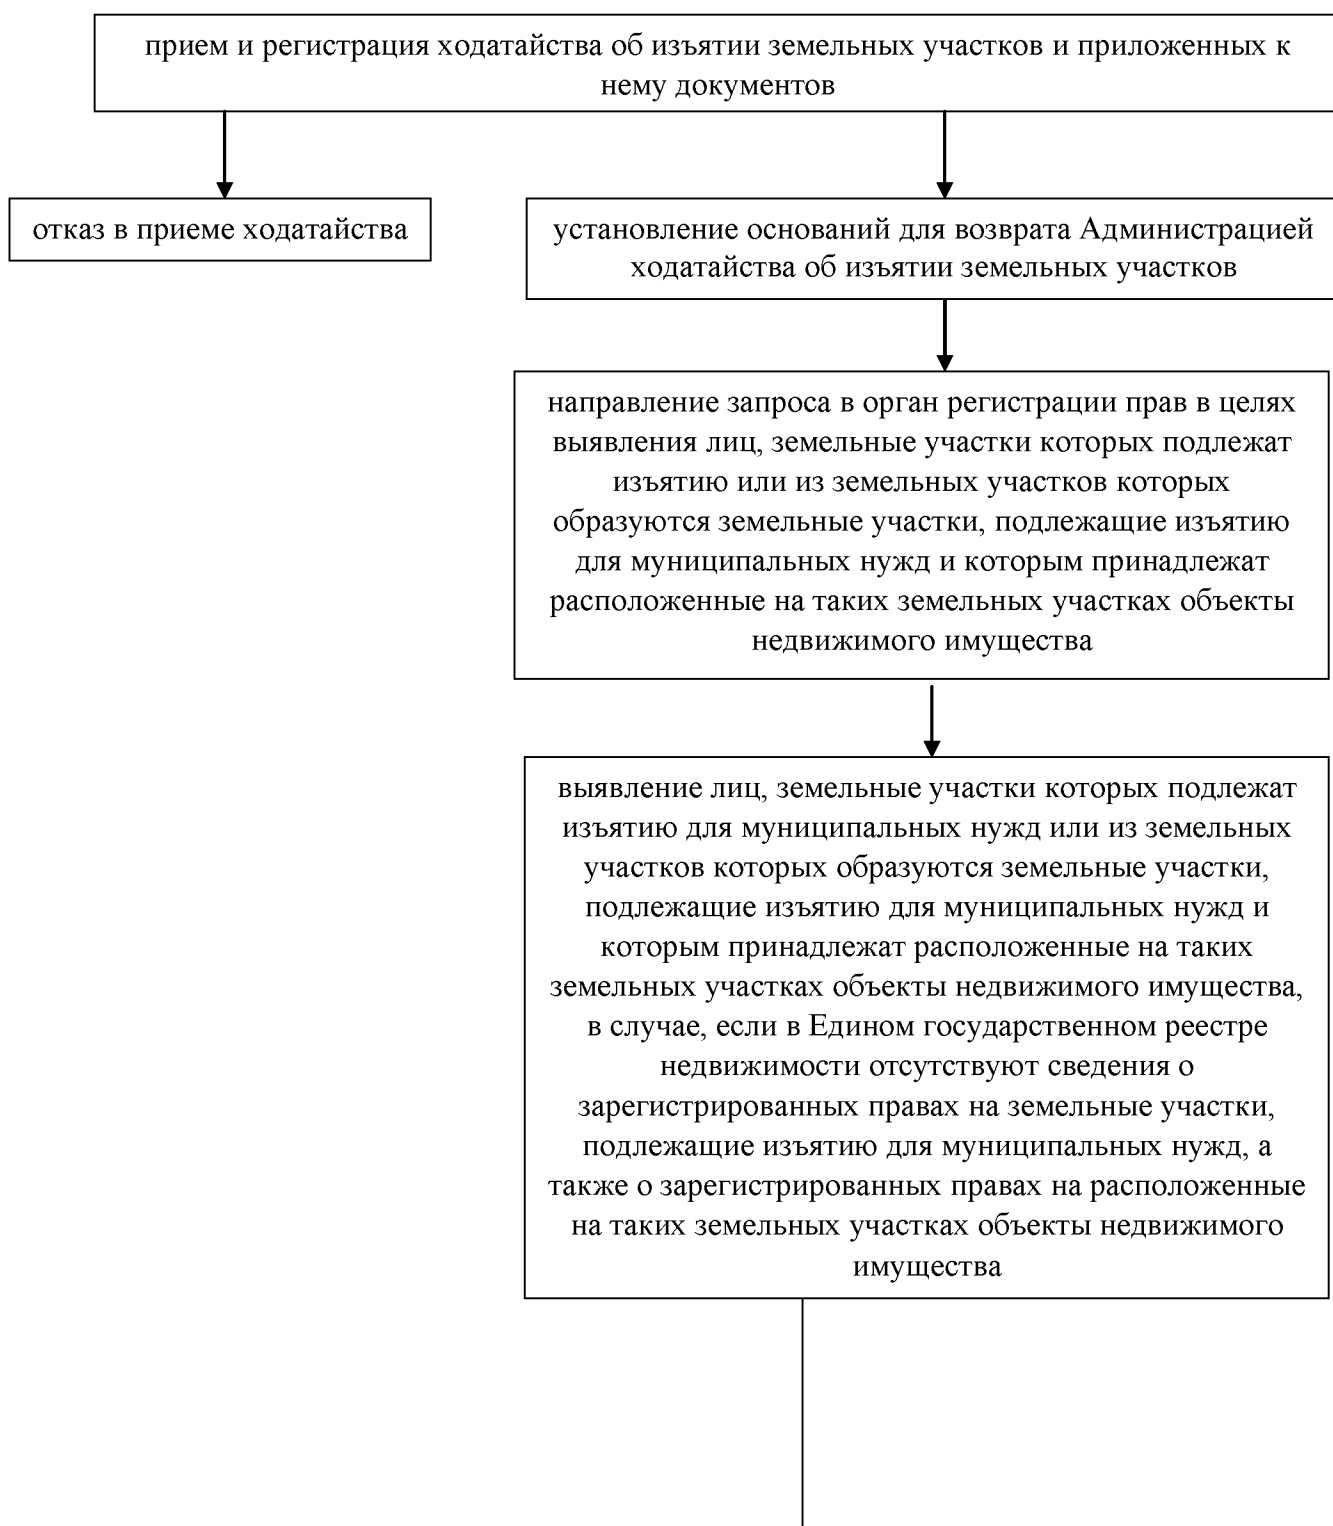 прием и регистрация ходатайства об изъятии земельных участков и приложенных к
нему документов
отказ в приеме ходатайства
установление оснований для возврата Администрацией
ходатайства об изъятии земельных участков
направление запроса в орган регистрации прав в целях
выявления лиц, земельные участки которых подлежат
изъятию или из земельных участков которых
образуются земельные участки, подлежащие изъятию
для муниципальных нужд и которым принадлежат
расположенные на таких земельных участках объекты
недвижимого имущества
выявление лиц, земельные участки которых подлежат
изъятию для муниципальных нужд или из земельных
участков которых образуются земельные участки,
подлежащие изъятию для муниципальных нужд и
которым принадлежат расположенные на таких
земельных участках объекты недвижимого имущества,
в случае, если в Едином государственном реестре
недвижимости отсутствуют сведения о
зарегистрированных правах на земельные участки,
подлежащие изъятию для муниципальных нужд, а
также о зарегистрированных правах на расположенные
на таких земельных участках объекты недвижимого
имущества